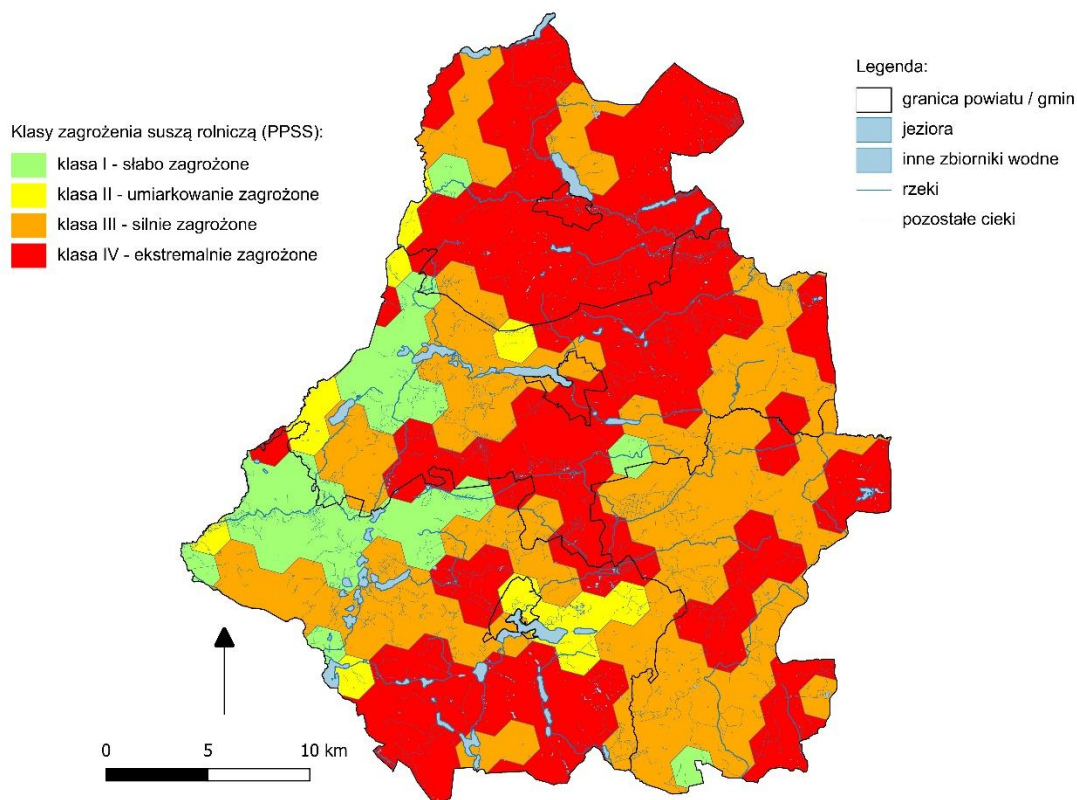 Klasy zagrożenia suszą rolniczą (PPSS):
klasa I - słabo zagrożone
klasa II - umiarkowanie zagrożone
klasa III - silnie zagrożone
klasa IV - ekstremalnie zagrożone
Legenda:
granica powiatu / gmin
jeziora
inne zbiorniki wodne
rzeki
pozostałe cieki
0 5 10 km